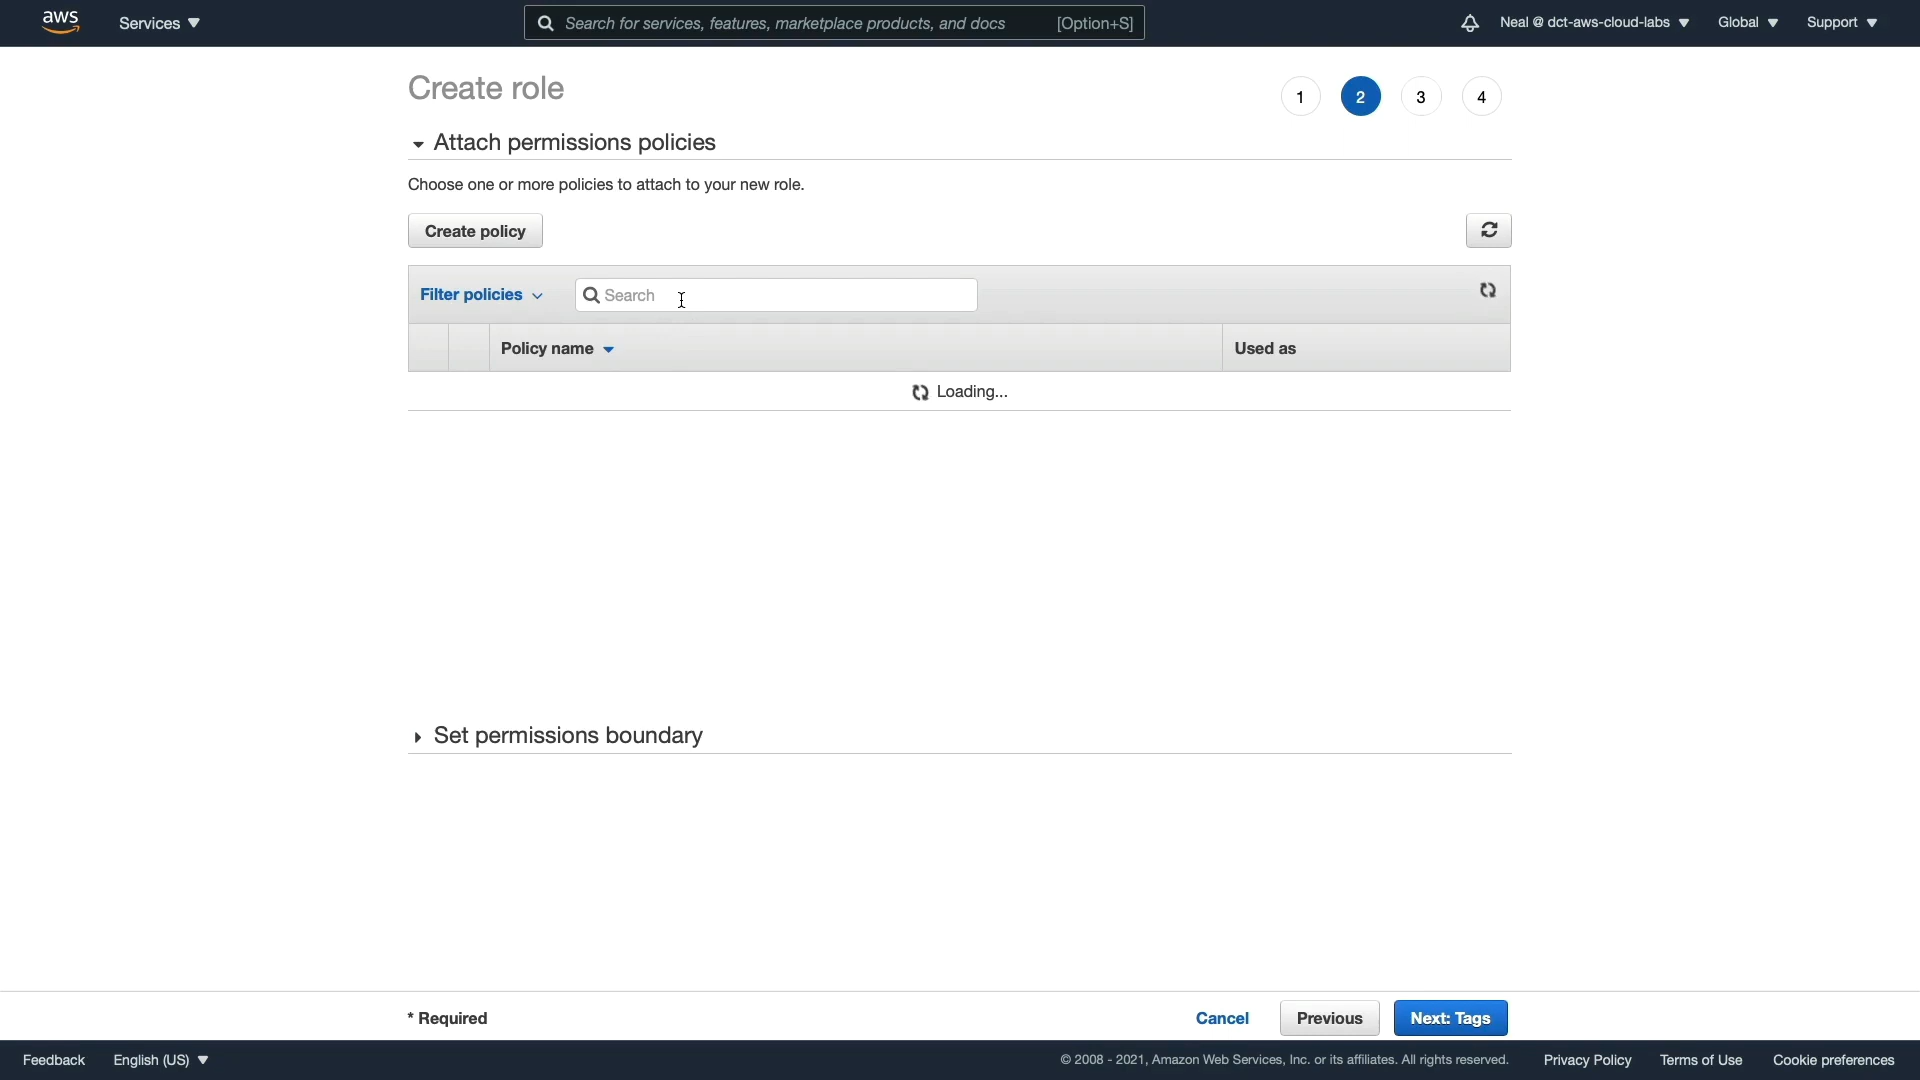 aws Services Search for services, features, marketplace products, and docs [Option+S] Neal @ dct-aws-cloud-labs Global Support
Create role 1 2 3 4
Attach permissions policies
Choose one or more policies to attach to your new role.
Create policy
Filter policies Search
Policy name Used as
Loading...
Set permissions boundary
* Required Cancel Previous Next: Tags
Feedback English (US) © 2008 - 2021, Amazon Web Services, Inc. or its affiliates. All rights reserved. Privacy Policy Terms of Use Cookie preferences